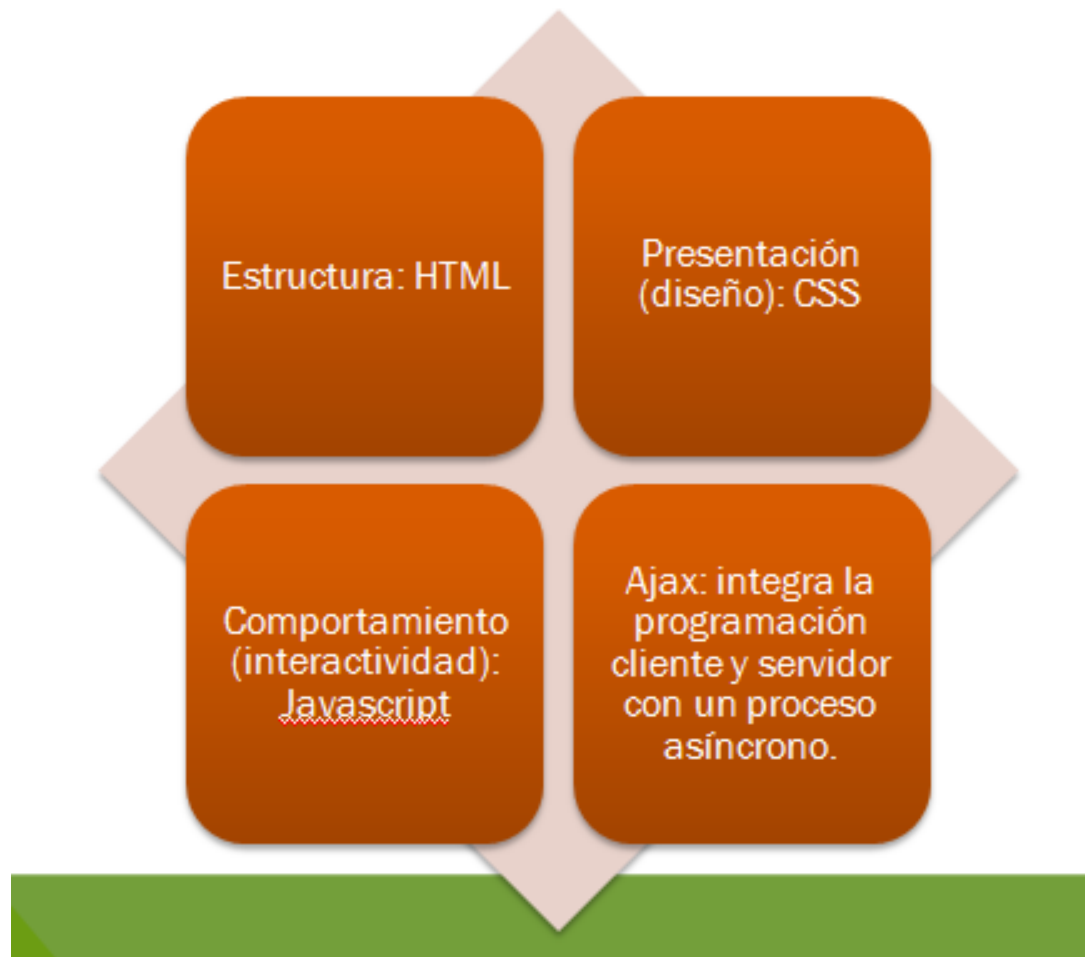 Estructura: HTML
Presentación
(diseño): CSS
Comportamiento
(interactividad):
Javascript
Ajax: integra la
programación
cliente y servidor
con un proceso
asíncrono.